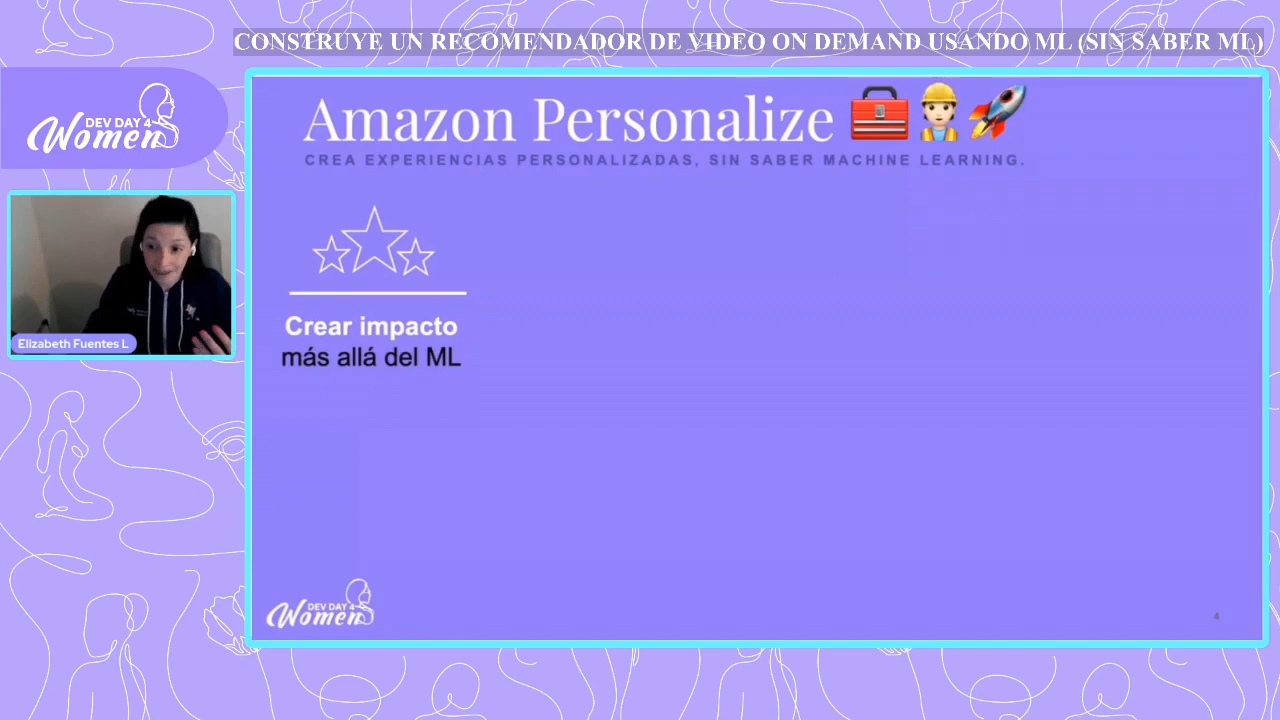 CONSTRUYE UN RECOMENDADOR DE VIDEO ON DEMAND USANDO ML (SIN SABER ML)
DEV DAY 4
Women
Elizabeth Fuentes L
Amazon Personalize
CREA EXPERIENCIAS PERSONALIZADAS, SIN SABER MACHINE LEARNING.
Crear impacto
más allá del ML
DEV DAY 4
Women
4